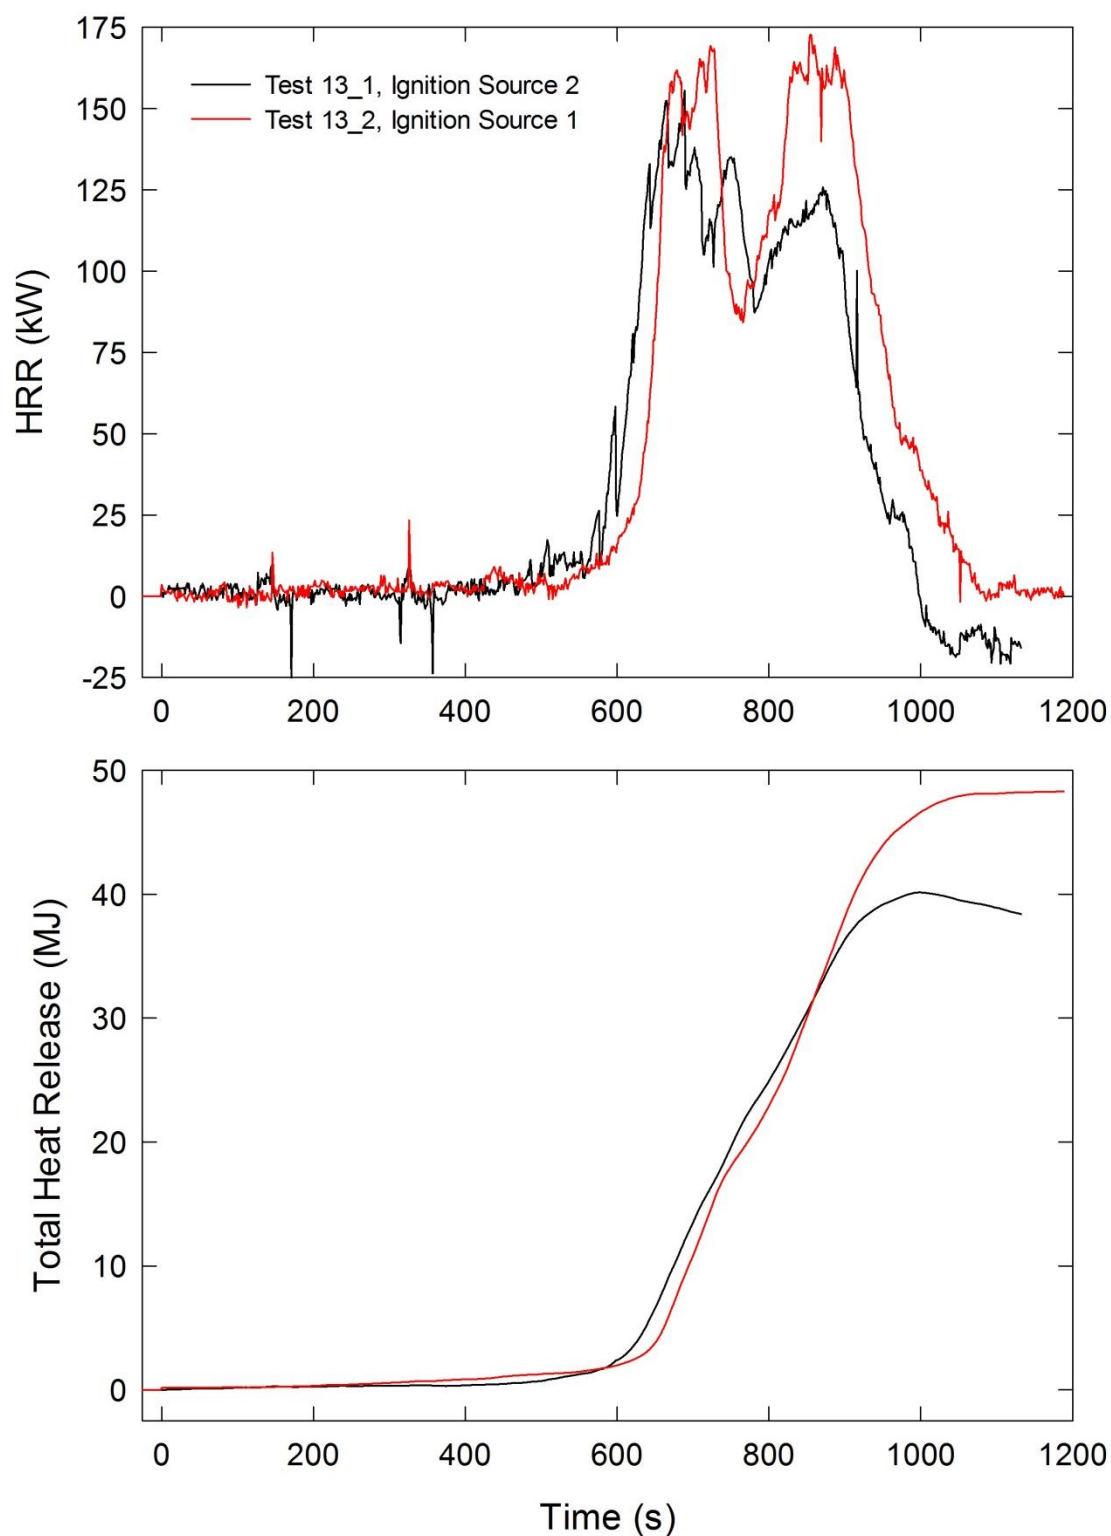 175
150
125
100
75
50
25
0
-25
HRR (kW)
Test 13_1, Ignition Source 2
Test 13_2, Ignition Source 1
0 200 400 600 800 1000 1200
50
40
30
20
10
0
Total Heat Release (MJ)
0 200 400 600 800 1000 1200
Time (s)